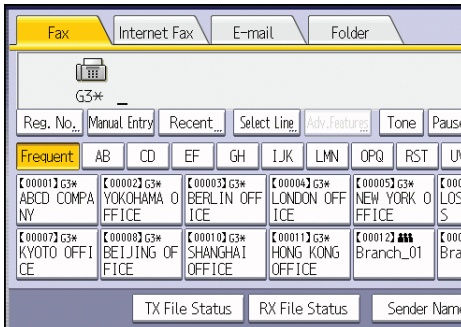 Fax Internet Fax E-mail Folder
G3* _
Reg. No. Manual Entry Recent Select Line Adv.Features Tone Paus
Frequent AB CD EF GH IJK LMN OPQ RST U
【00001】G3* 【00002】G3* 【00003】G3* 【00004】G3* 【00005】G3* 【000
ABCD COMPA YOKOHAMA O BERLIN OFF LONDON OFF NEW YORK O LOS
NY FFICE ICE ICE FFICE S
【00007】G3* 【00008】G3* 【00010】G3* 【00011】G3* 【00012】 【000
KYOTO OFFI BEIJING OF SHANGHAI HONG KONG Branch_01 Bra
CE FFICE OFFICE OFFICE
TX File Status RX File Status Sender Name